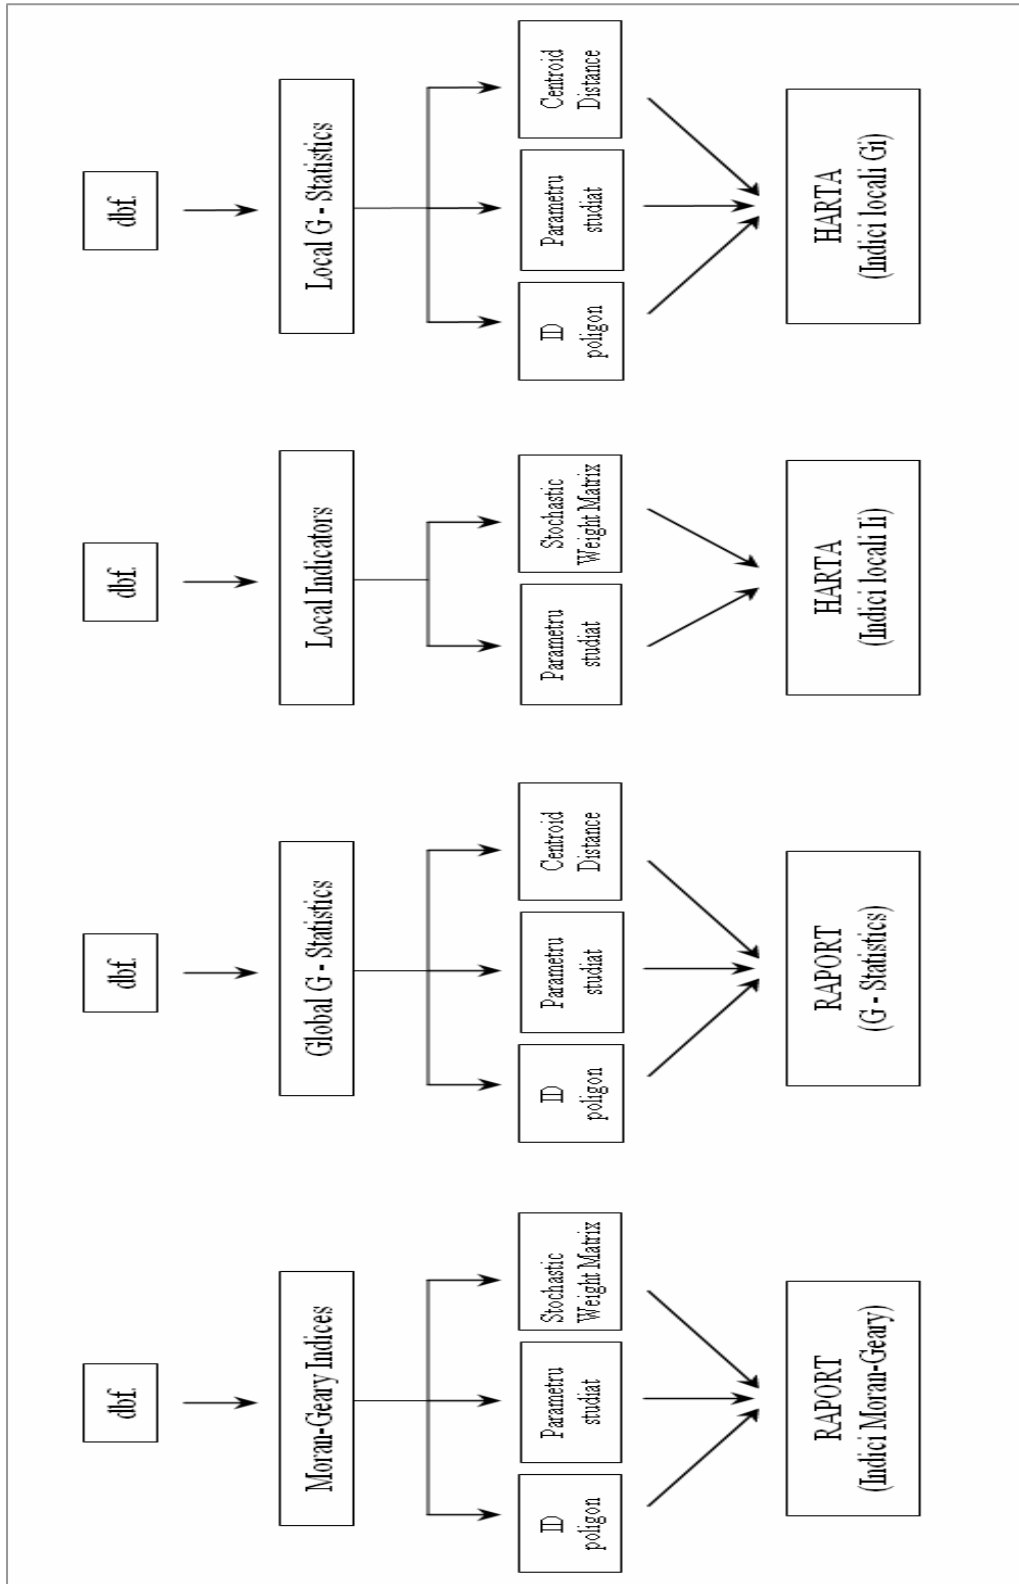 dbf.
Moran-Geary Indices
ID
poligon
Parametru
studiat
Stochastic
Weight Matrix
RAPORT
(Indici Moran-Geary)
dbf.
Global G - Statistics
ID
poligon
Parametru
studiat
Centroid
Distance
RAPORT
(G - Statistics)
dbf.
Local Indicators
Parametru
studiat
Stochastic
Weight Matrix
HARTA
(Indici locali Ii)
dbf.
Local G - Statistics
ID
poligon
Parametru
studiat
Centroid
Distance
HARTA
(Indici locali Gi)